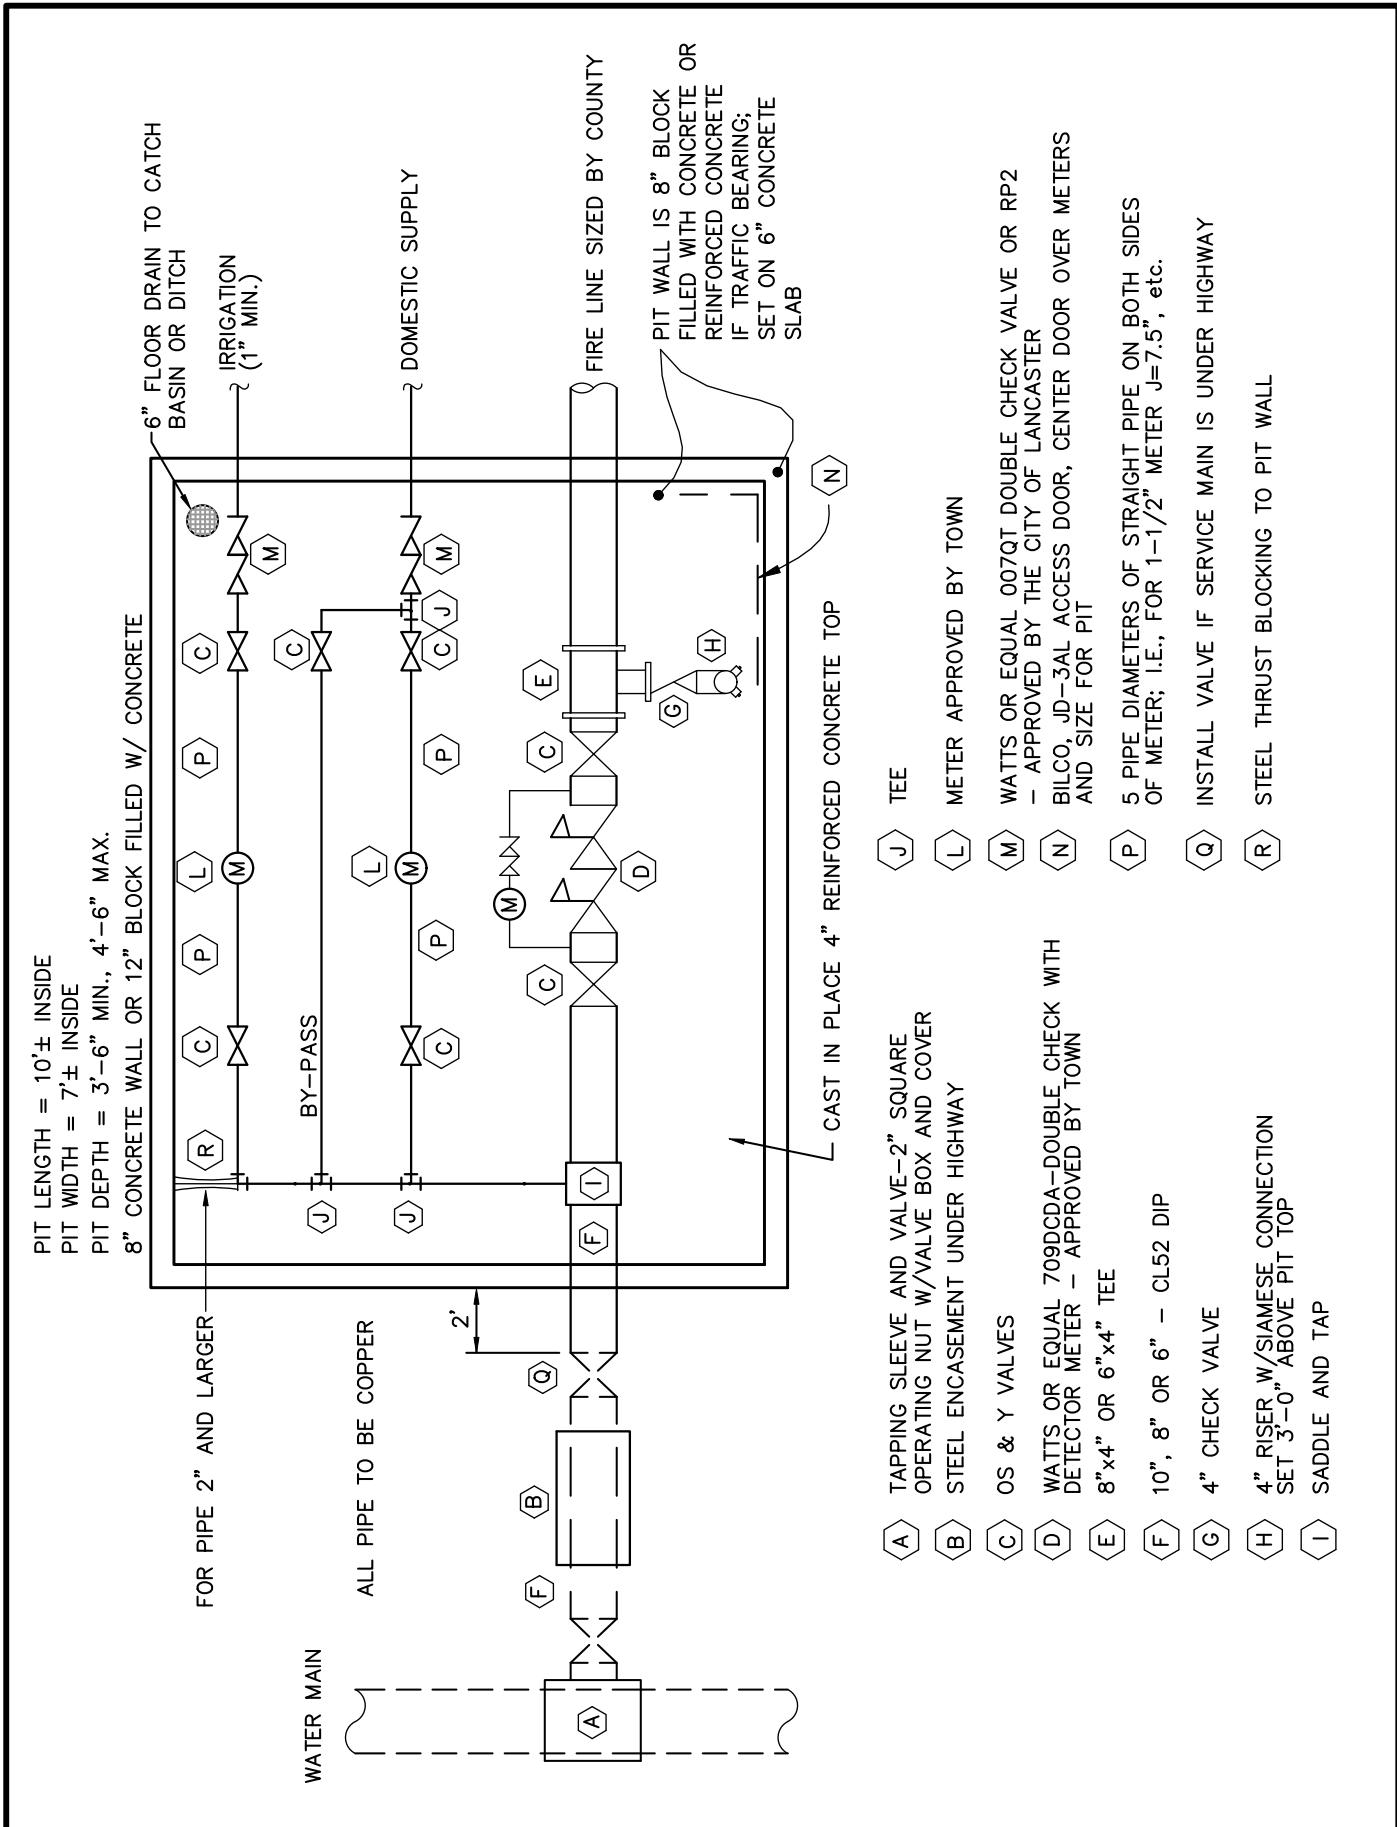 PIT LENGTH = 10'± INSIDE
PIT WIDTH = 7'± INSIDE
PIT DEPTH = 3'-6" MIN., 4'-6" MAX.
8" CONCRETE WALL OR 12" BLOCK FILLED W/ CONCRETE
6" FLOOR DRAIN TO CATCH
BASIN OR DITCH
IRRIGATION
(1" MIN.)
DOMESTIC SUPPLY
FIRE LINE SIZED BY COUNTY
PIT WALL IS 8" BLOCK
FILLED WITH CONCRETE OR
REINFORCED CONCRETE
IF TRAFFIC BEARING;
SET ON 6" CONCRETE
SLAB
FOR PIPE 2" AND LARGER
ALL PIPE TO BE COPPER
WATER MAIN
BY-PASS
2'
R
C
P
L
M
P
C
M
C
J
J
C
P
L
M
P
C
J
M
M
A
F
B
Q
F
I
C
D
C
E
G
H
N
CAST IN PLACE 4" REINFORCED CONCRETE TOP
A TAPPING SLEEVE AND VALVE-2" SQUARE
OPERATING NUT W/VALVE BOX AND COVER
B STEEL ENCASEMENT UNDER HIGHWAY
C OS & Y VALVES
D WATTS OR EQUAL 709DCDA-DOUBLE CHECK WITH
DETECTOR METER - APPROVED BY TOWN
E 8"x4" OR 6"x4" TEE
F 10", 8" OR 6" - CL52 DIP
G 4" CHECK VALVE
H 4" RISER W/SIAMESE CONNECTION
SET 3'-0" ABOVE PIT TOP
I SADDLE AND TAP
J TEE
L METER APPROVED BY TOWN
M WATTS OR EQUAL 007QT DOUBLE CHECK VALVE OR RP2
- APPROVED BY THE CITY OF LANCASTER
N BILCO, JD-3AL ACCESS DOOR, CENTER DOOR OVER METERS
AND SIZE FOR PIT
P 5 PIPE DIAMETERS OF STRAIGHT PIPE ON BOTH SIDES
OF METER; I.E., FOR 1-1/2" METER J=7.5", etc.
Q INSTALL VALVE IF SERVICE MAIN IS UNDER HIGHWAY
R STEEL THRUST BLOCKING TO PIT WALL